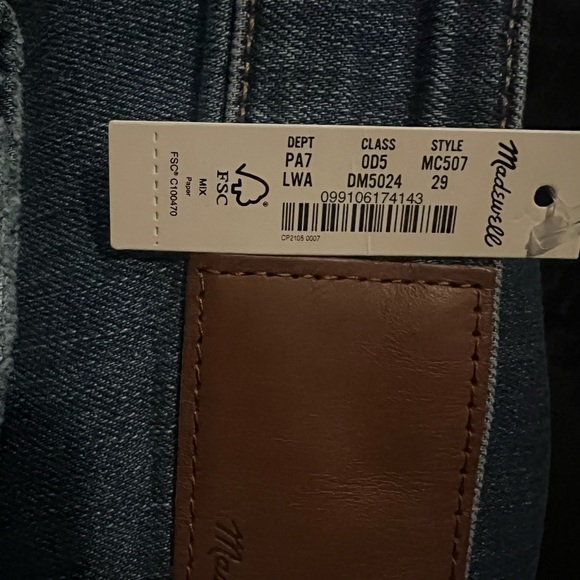 DEPT CLASS STYLE
PA7 0D5 MC507
LWA DM5024 29
099106174143
CP2105 0007
Madewell
MIX
Paper
FSC® C100470
FSC